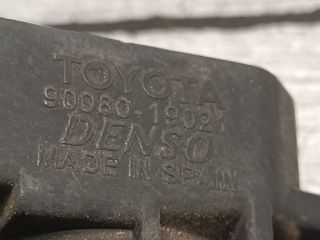 TOYOTA
90080-19021
DENSO
MADE IN SPAIN